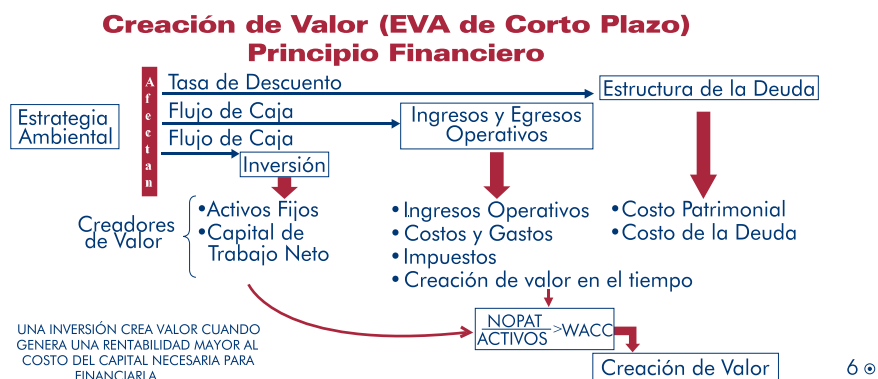 Creación de Valor (EVA de Corto Plazo)
Principio Financiero
Estrategia
Ambiental
Afectan
Tasa de Descuento
Estructura de la Deuda
Flujo de Caja
Ingresos y Egresos
Operativos
Flujo de Caja
Inversión
Creadores
de Valor
•Activos Fijos
•Capital de
Trabajo Neto
•Ingresos Operativos
•Costos y Gastos
•Impuestos
•Creación de valor en el tiempo
•Costo Patrimonial
•Costo de la Deuda
UNA INVERSIÓN CREA VALOR CUANDO
GENERA UNA RENTABILIDAD MAYOR AL
COSTO DEL CAPITAL NECESARIA PARA
FINANCIARLA
NOPAT
ACTIVOS
>WACC
Creación de Valor
6